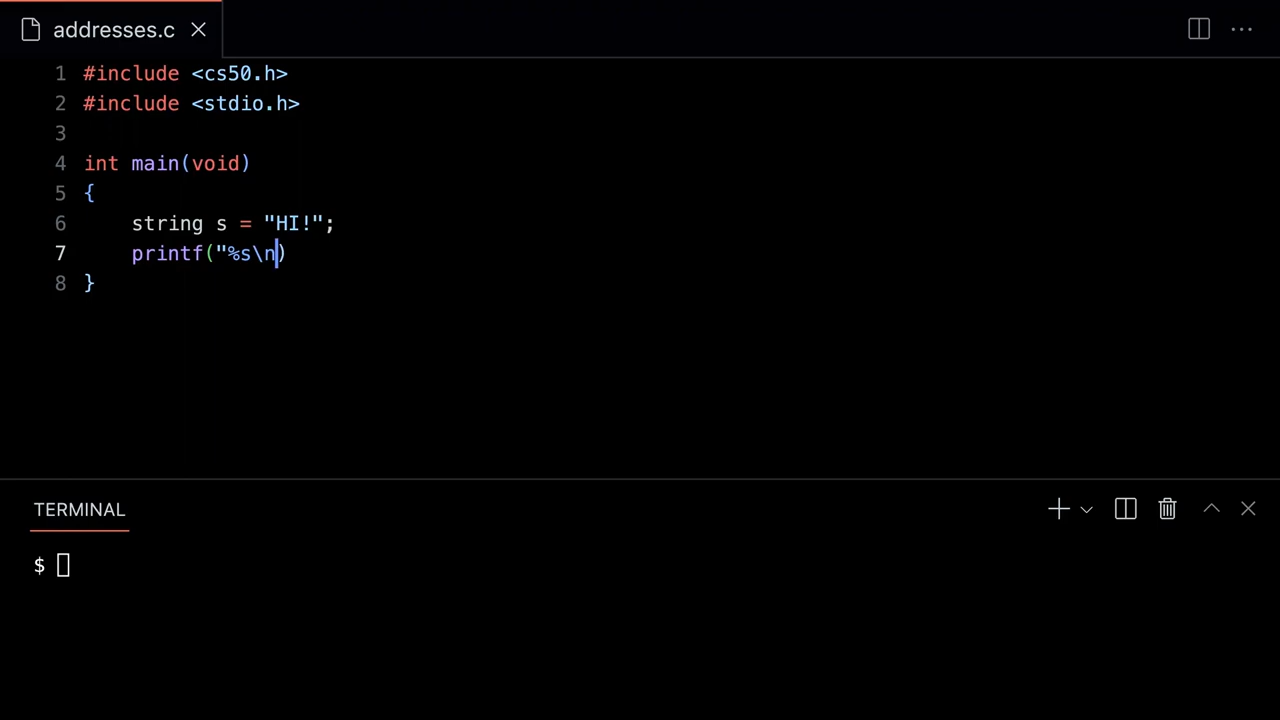 addresses.c
1 #include <cs50.h>
2 #include <stdio.h>
3
4 int main(void)
5 {
6     string s = "HI!";
7     printf("%s\n)
8 }
TERMINAL
$